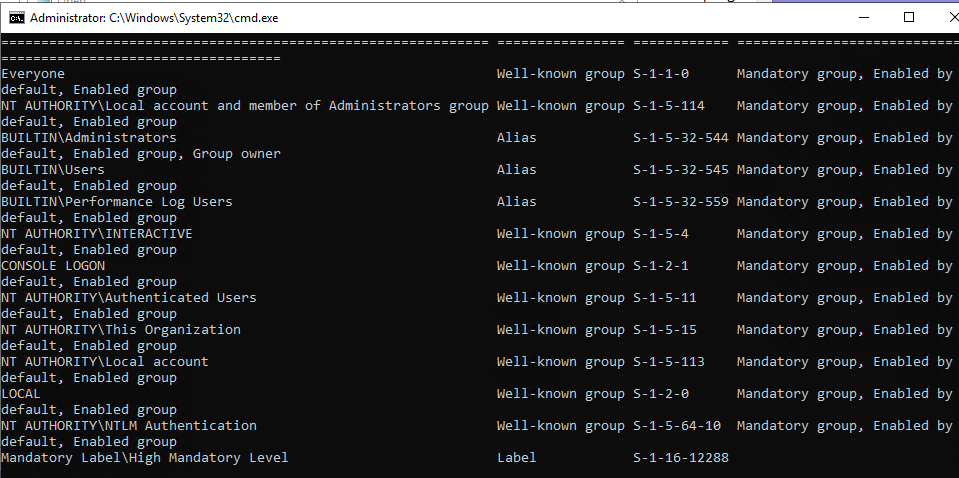 Administrator: C:\Windows\System32\cmd.exe
============================================================= ================ ============ ============================
===================================
Everyone Well-known group S-1-1-0 Mandatory group, Enabled by
default, Enabled group
NT AUTHORITY\Local account and member of Administrators group Well-known group S-1-5-114 Mandatory group, Enabled by
default, Enabled group
BUILTIN\Administrators Alias S-1-5-32-544 Mandatory group, Enabled by
default, Enabled group, Group owner
BUILTIN\Users Alias S-1-5-32-545 Mandatory group, Enabled by
default, Enabled group
BUILTIN\Performance Log Users Alias S-1-5-32-559 Mandatory group, Enabled by
default, Enabled group
NT AUTHORITY\INTERACTIVE Well-known group S-1-5-4 Mandatory group, Enabled by
default, Enabled group
CONSOLE LOGON Well-known group S-1-2-1 Mandatory group, Enabled by
default, Enabled group
NT AUTHORITY\Authenticated Users Well-known group S-1-5-11 Mandatory group, Enabled by
default, Enabled group
NT AUTHORITY\This Organization Well-known group S-1-5-15 Mandatory group, Enabled by
default, Enabled group
NT AUTHORITY\Local account Well-known group S-1-5-113 Mandatory group, Enabled by
default, Enabled group
LOCAL Well-known group S-1-2-0 Mandatory group, Enabled by
default, Enabled group
NT AUTHORITY\NTLM Authentication Well-known group S-1-5-64-10 Mandatory group, Enabled by
default, Enabled group
Mandatory Label\High Mandatory Level Label S-1-16-12288